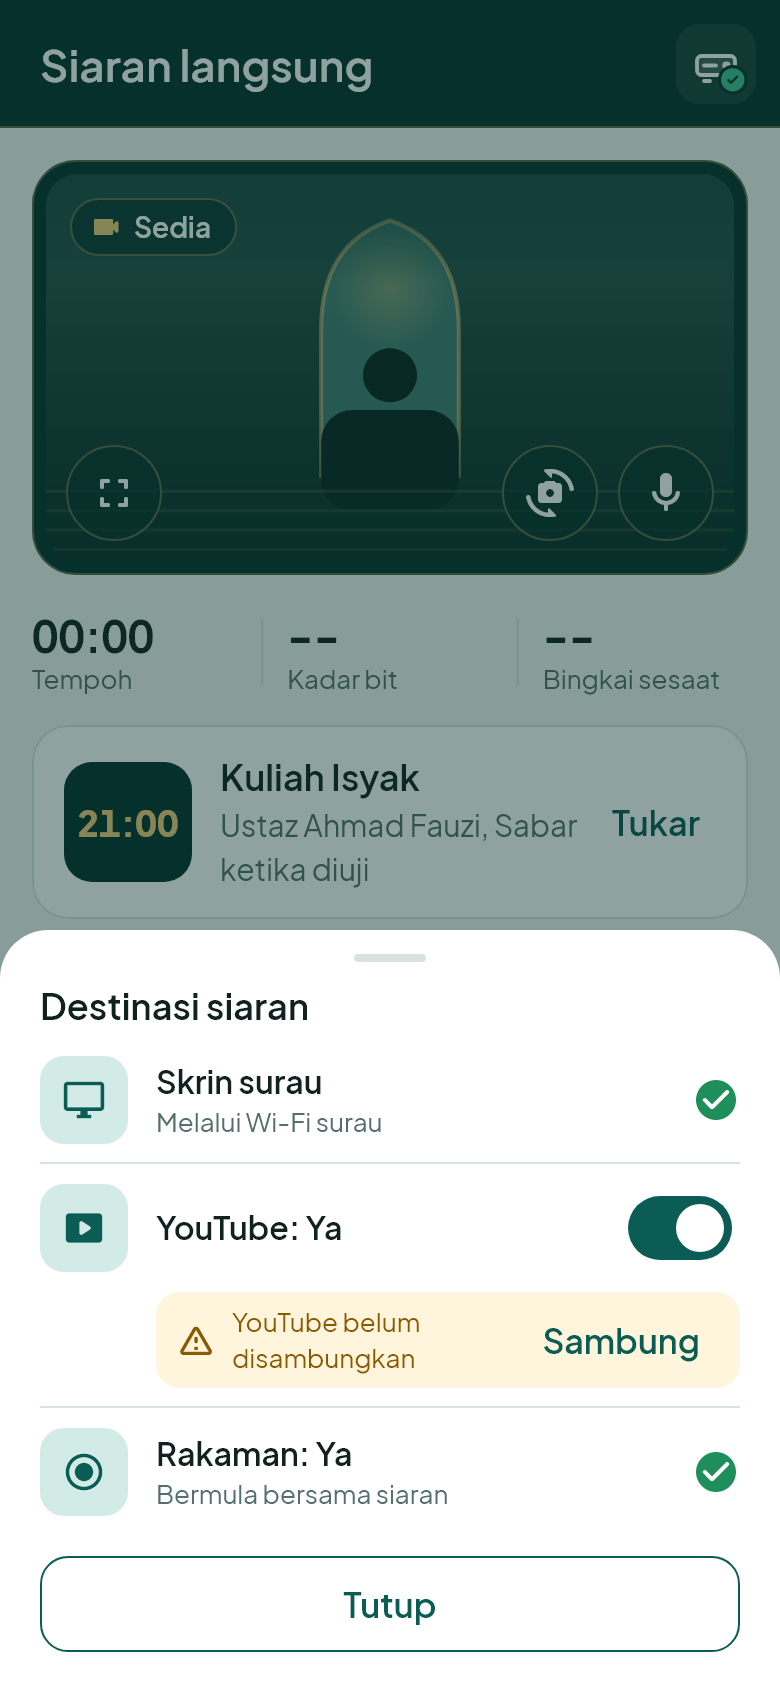 Siaran langsung
Sedia
00:00
Tempoh
--
Kadar bit
--
Bingkai sesaat
21:00
Kuliah Isyak
Ustaz Ahmad Fauzi, Sabar
ketika diuji
Tukar
Destinasi siaran
Skrin surau
Melalui Wi-Fi surau
YouTube: Ya
YouTube belum
disambungkan
Sambung
Rakaman: Ya
Bermula bersama siaran
Tutup